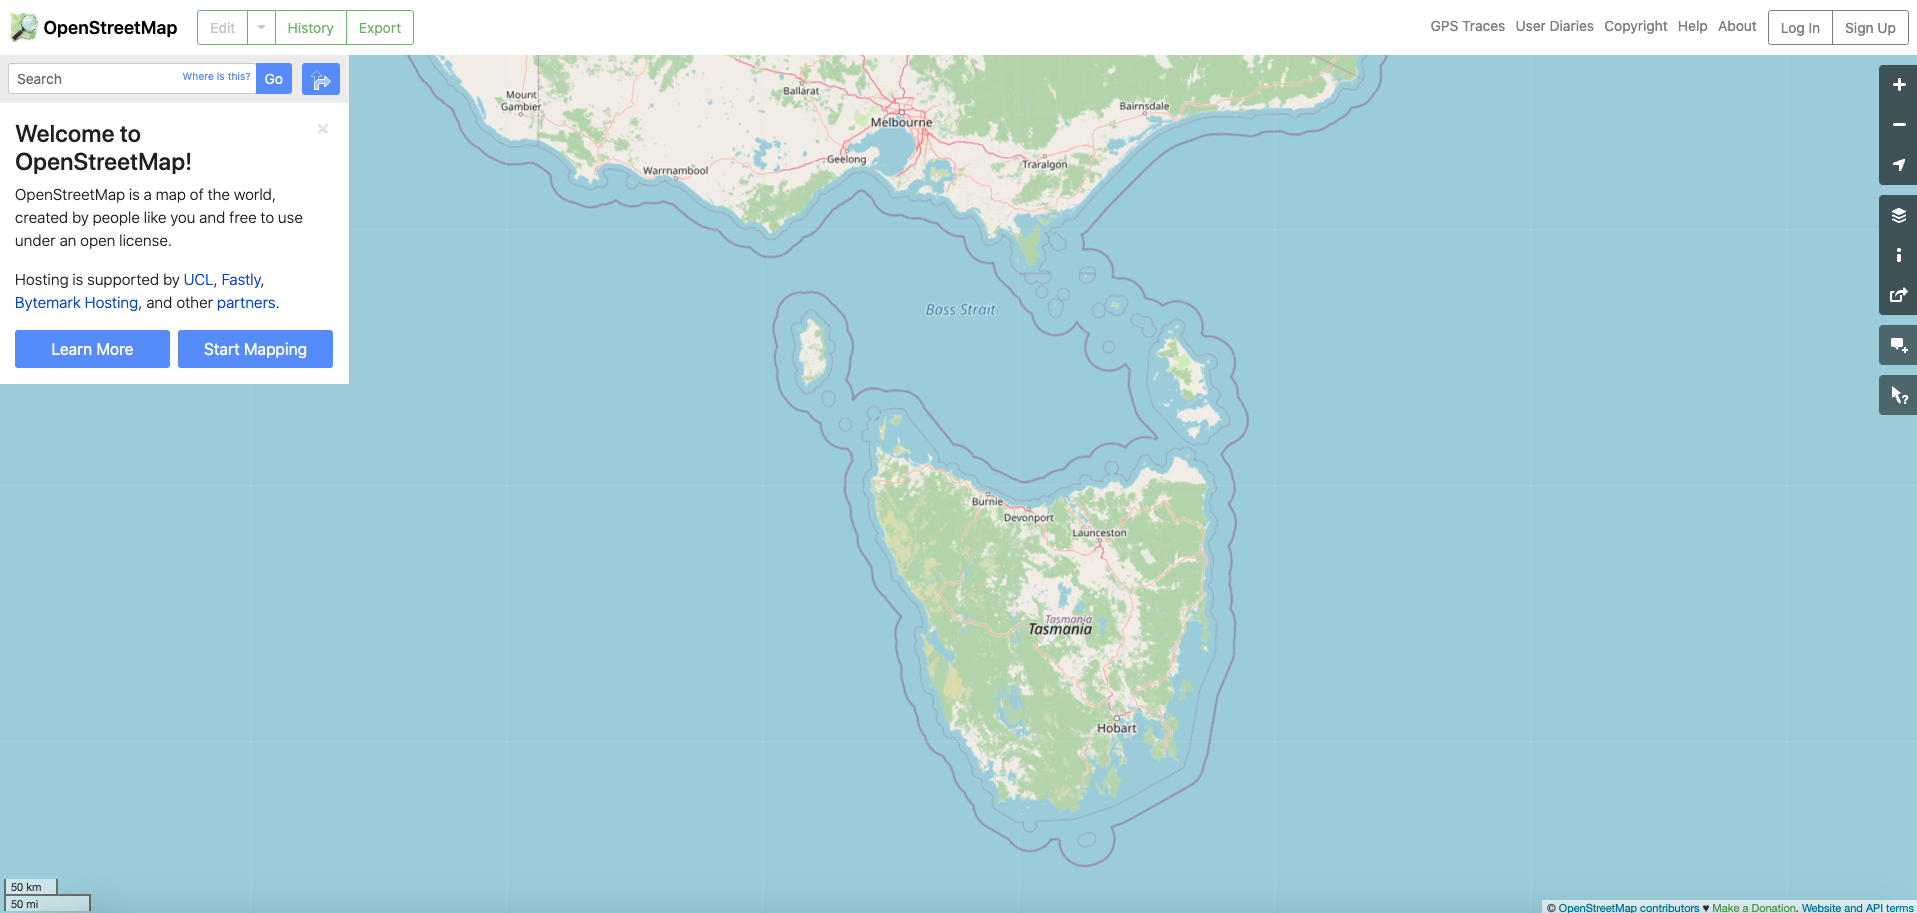 OpenStreetMap
Edit
History
Export
GPS Traces
User Diaries
Copyright
Help
About
Log In
Sign Up
Search
Where is this?
Go
Welcome to
OpenStreetMap!
OpenStreetMap is a map of the world,
created by people like you and free to use
under an open license.
Hosting is supported by UCL, Fastly,
Bytemark Hosting, and other partners.
Learn More
Start Mapping
Mount
Gambier
Ballarat
Melbourne
Bairnsdale
Geelong
Traralgon
Warrnambool
Bass Strait
Burnie
Devonport
Launceston
Tasmania
Tasmania
Hobart
50 km
50 mi
© OpenStreetMap contributors ♥ Make a Donation. Website and API terms